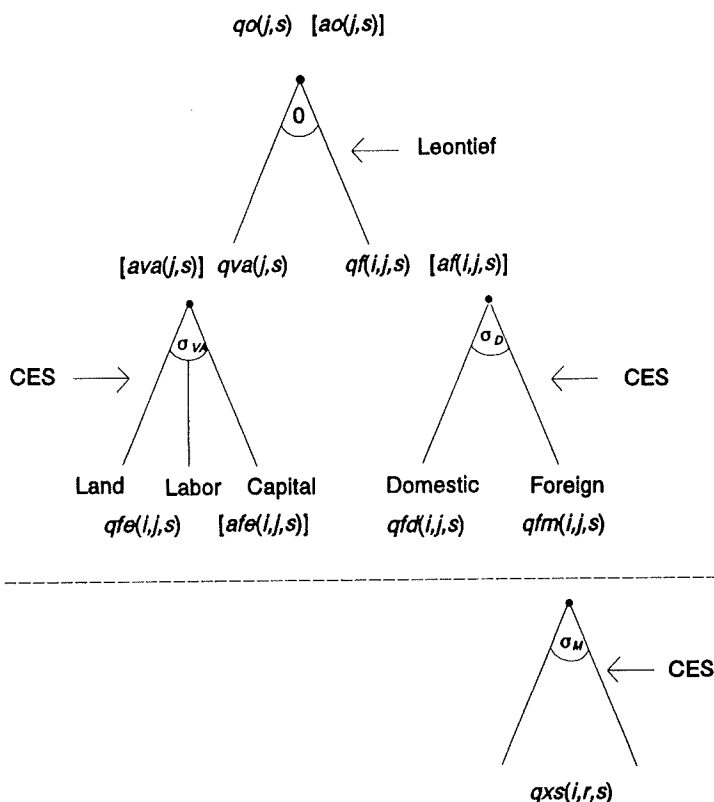 qo(j,s) [ao(j,s)]
0
Leontief
[ava(j,s)] qva(j,s) qf(i,j,s) [af(i,j,s)]
σVA
σD
CES
CES
Land Labor Capital Domestic Foreign
qfe(i,j,s) [afe(i,j,s)] qfd(i,j,s) qfm(i,j,s)
σM
CES
qxs(i,r,s)